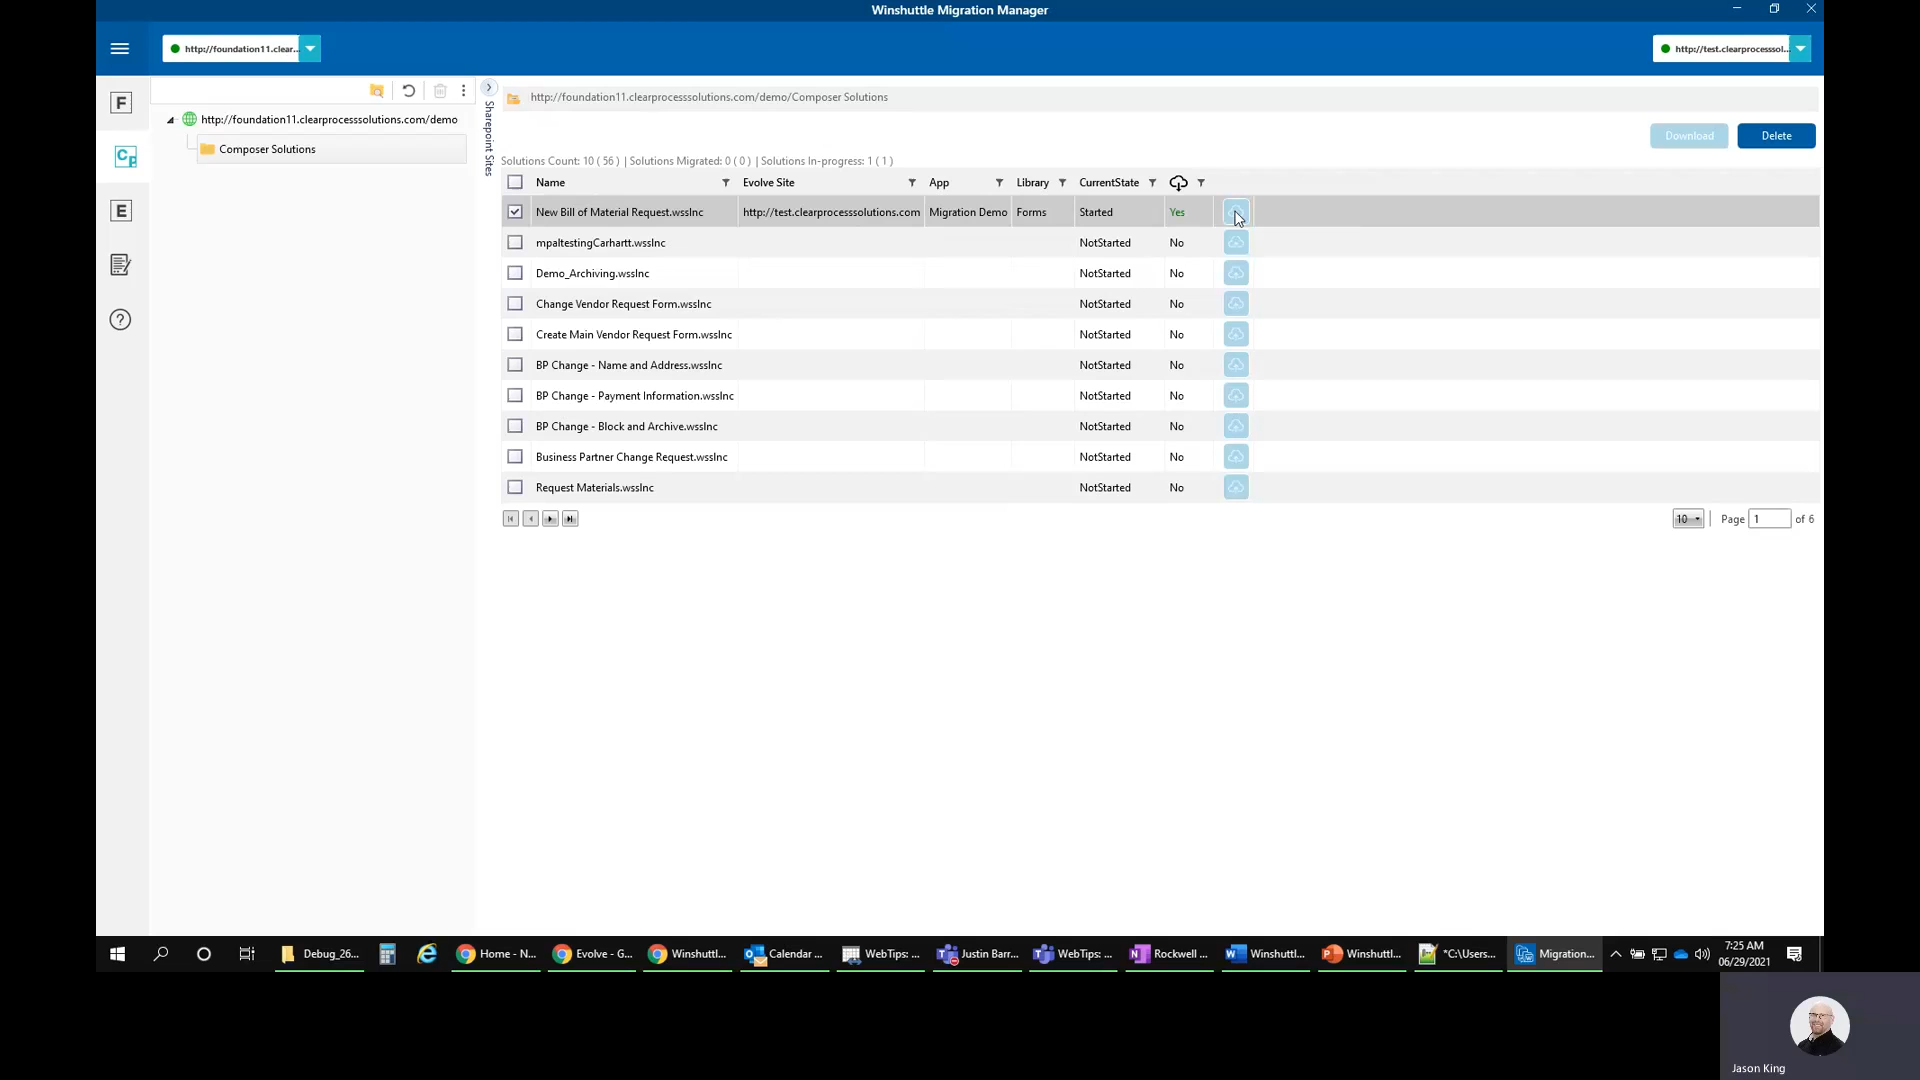 Winshuttle Migration Manager
http://foundation11.clear...
http://test.clearprocesssol...
F
http://foundation11.clearprocesssolutions.com/demo
Composer Solutions
CP
E
Sharepoint Sites
http://foundation11.clearprocesssolutions.com/demo/Composer Solutions
Download Delete
Solutions Count: 10 ( 56 ) | Solutions Migrated: 0 ( 0 ) | Solutions In-progress: 1 ( 1 )
Name Evolve Site App Library CurrentState
New Bill of Material Request.wsslnc http://test.clearprocesssolutions.com Migration Demo Forms Started Yes
mpaltestingCarhartt.wsslnc NotStarted No
Demo_Archiving.wsslnc NotStarted No
Change Vendor Request Form.wsslnc NotStarted No
Create Main Vendor Request Form.wsslnc NotStarted No
BP Change - Name and Address.wsslnc NotStarted No
BP Change - Payment Information.wsslnc NotStarted No
BP Change - Block and Archive.wsslnc NotStarted No
Business Partner Change Request.wsslnc NotStarted No
Request Materials.wsslnc NotStarted No
10 | Page 1 of 6
Debug_26... Home - N... Evolve - G... Winshuttl... Calendar ... WebTips: ... Justin Barr... WebTips: ... Rockwell ... Winshuttl... Winshuttl... *C:\Users... Migration...
7:25 AM
06/29/2021
Jason King